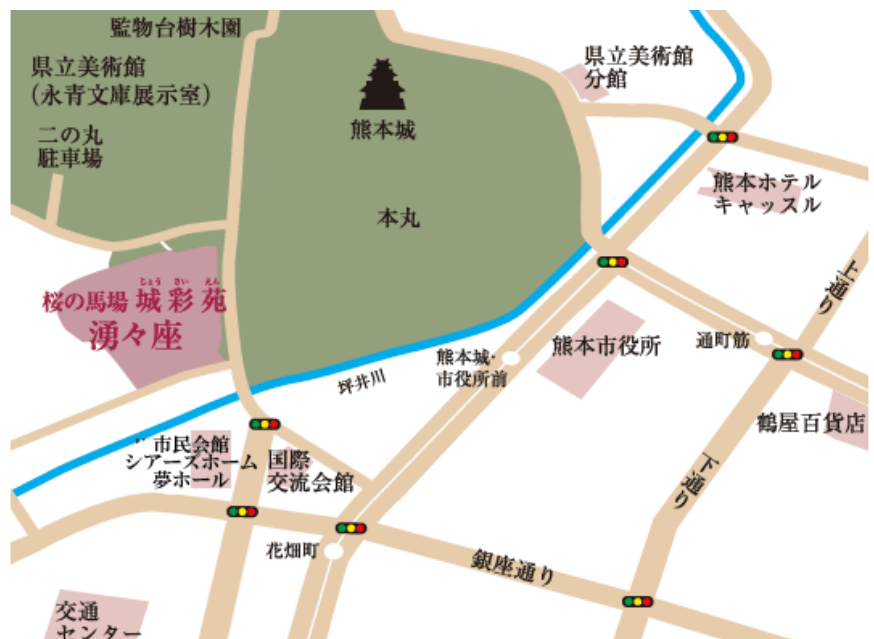 監物台樹木園
県立美術館
(永青文庫展示室)
二の丸
駐車場
熊本城
本丸
県立美術館
分館
熊本ホテル
キャッスル
上通り
じょう さい えん
桜の馬場 城彩苑
湧々座
熊本城・
市役所前
熊本市役所
通町筋
坪井川
鶴屋百貨店
市民会館
シアーズホーム
夢ホール
国際
交流会館
下通り
花畑町
銀座通り
交通
センター